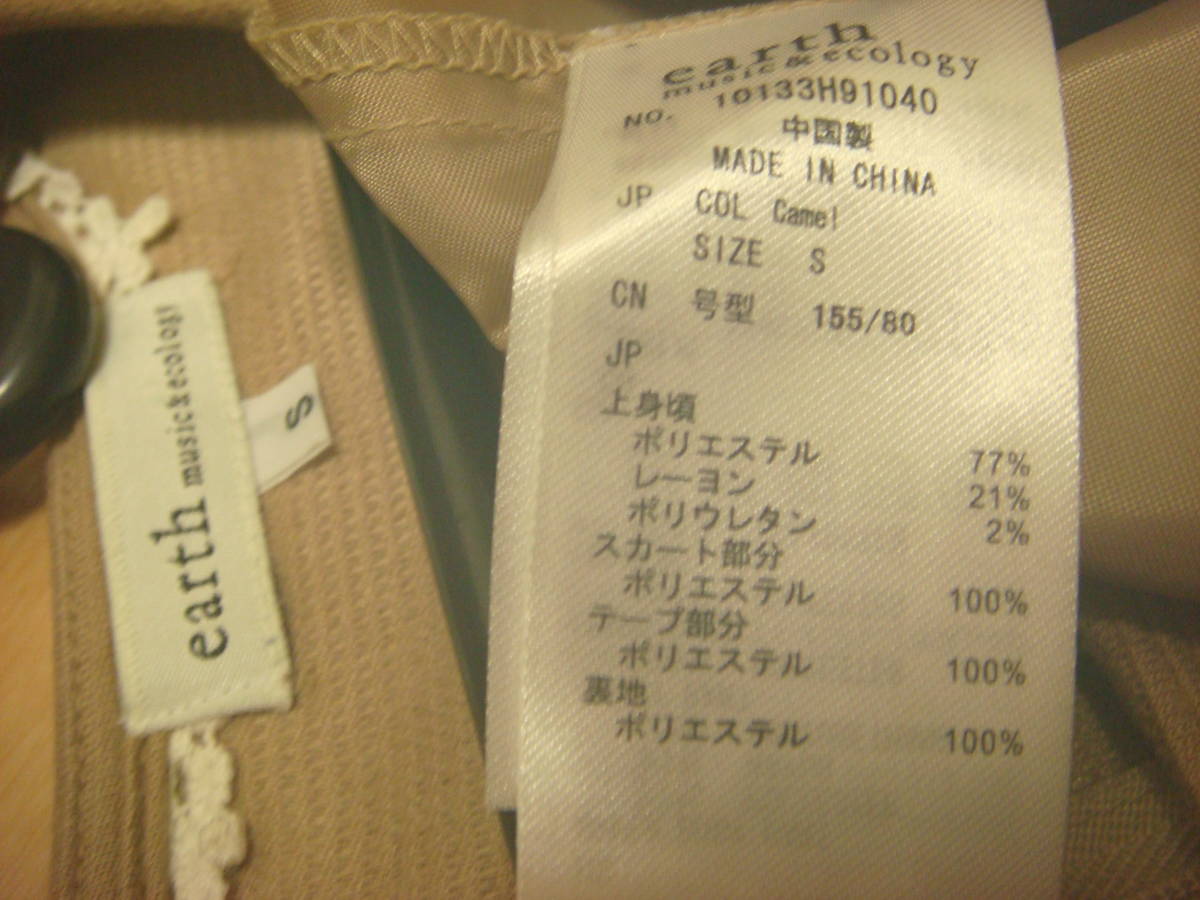 earth
music&ecology
NO. 10133H91040
中国製
MADE IN CHINA
JP COL Camel
SIZE S
CN 号型 155/80
JP
上身頃
ポリエステル 77%
レーヨン 21%
ポリウレタン 2%
スカート部分
ポリエステル 100%
テープ部分
ポリエステル 100%
裏地
ポリエステル 100%
earth music&ecology
S